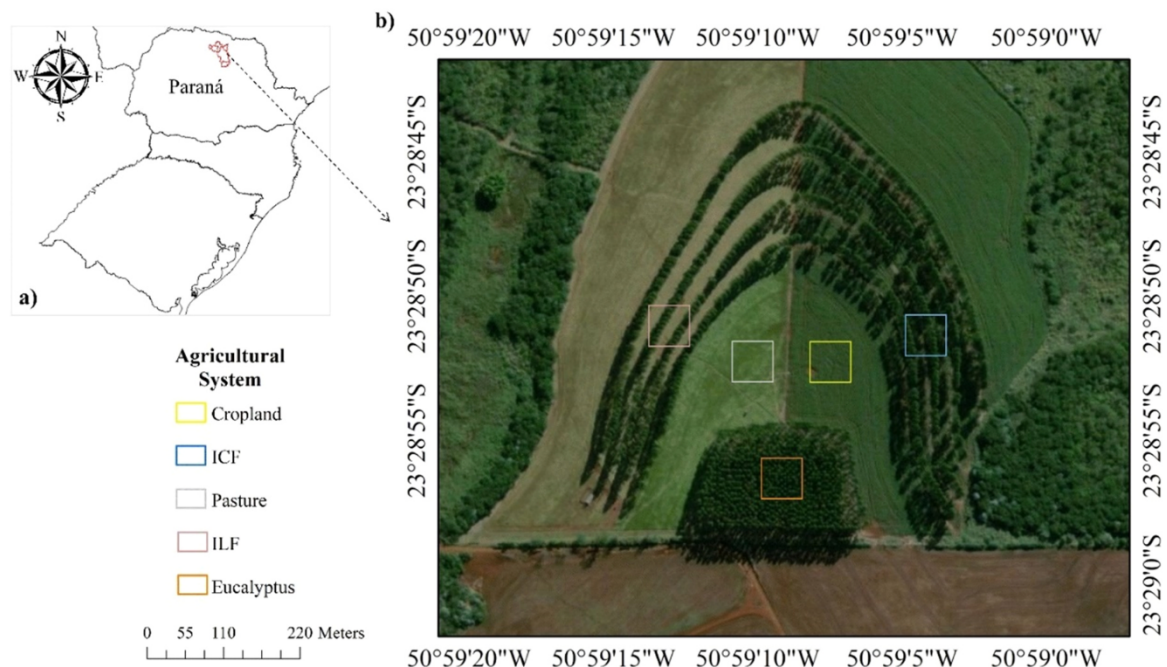 b)
50°59'20"W 50°59'15"W 50°59'10"W 50°59'5"W 50°59'0"W
N
W E
S
Paraná
a)
23°28'45"S
23°28'50"S
23°28'55"S
23°29'0"S
23°28'45"S
23°28'50"S
23°28'55"S
23°29'0"S
Agricultural
System
Cropland
ICF
Pasture
ILF
Eucalyptus
0 55 110 220 Meters
50°59'20"W 50°59'15"W 50°59'10"W 50°59'5"W 50°59'0"W